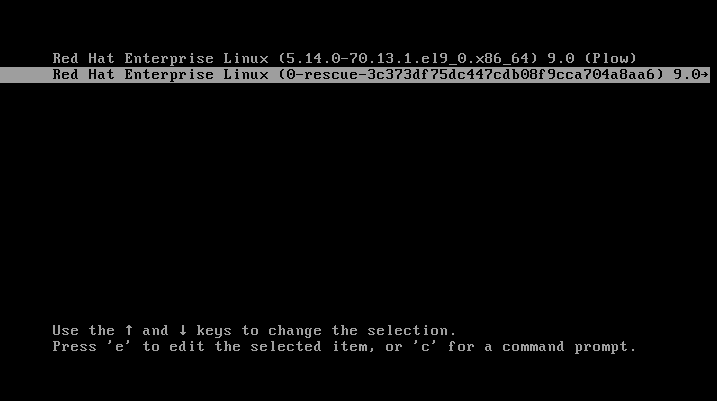 Red Hat Enterprise Linux (5.14.0-70.13.1.el9_0.x86_64) 9.0 (Plow)
Red Hat Enterprise Linux (0-rescue-3c373df75dc447cdb08f9cca704a8aa6) 9.0→
Use the ↑ and ↓ keys to change the selection.
Press 'e' to edit the selected item, or 'c' for a command prompt.